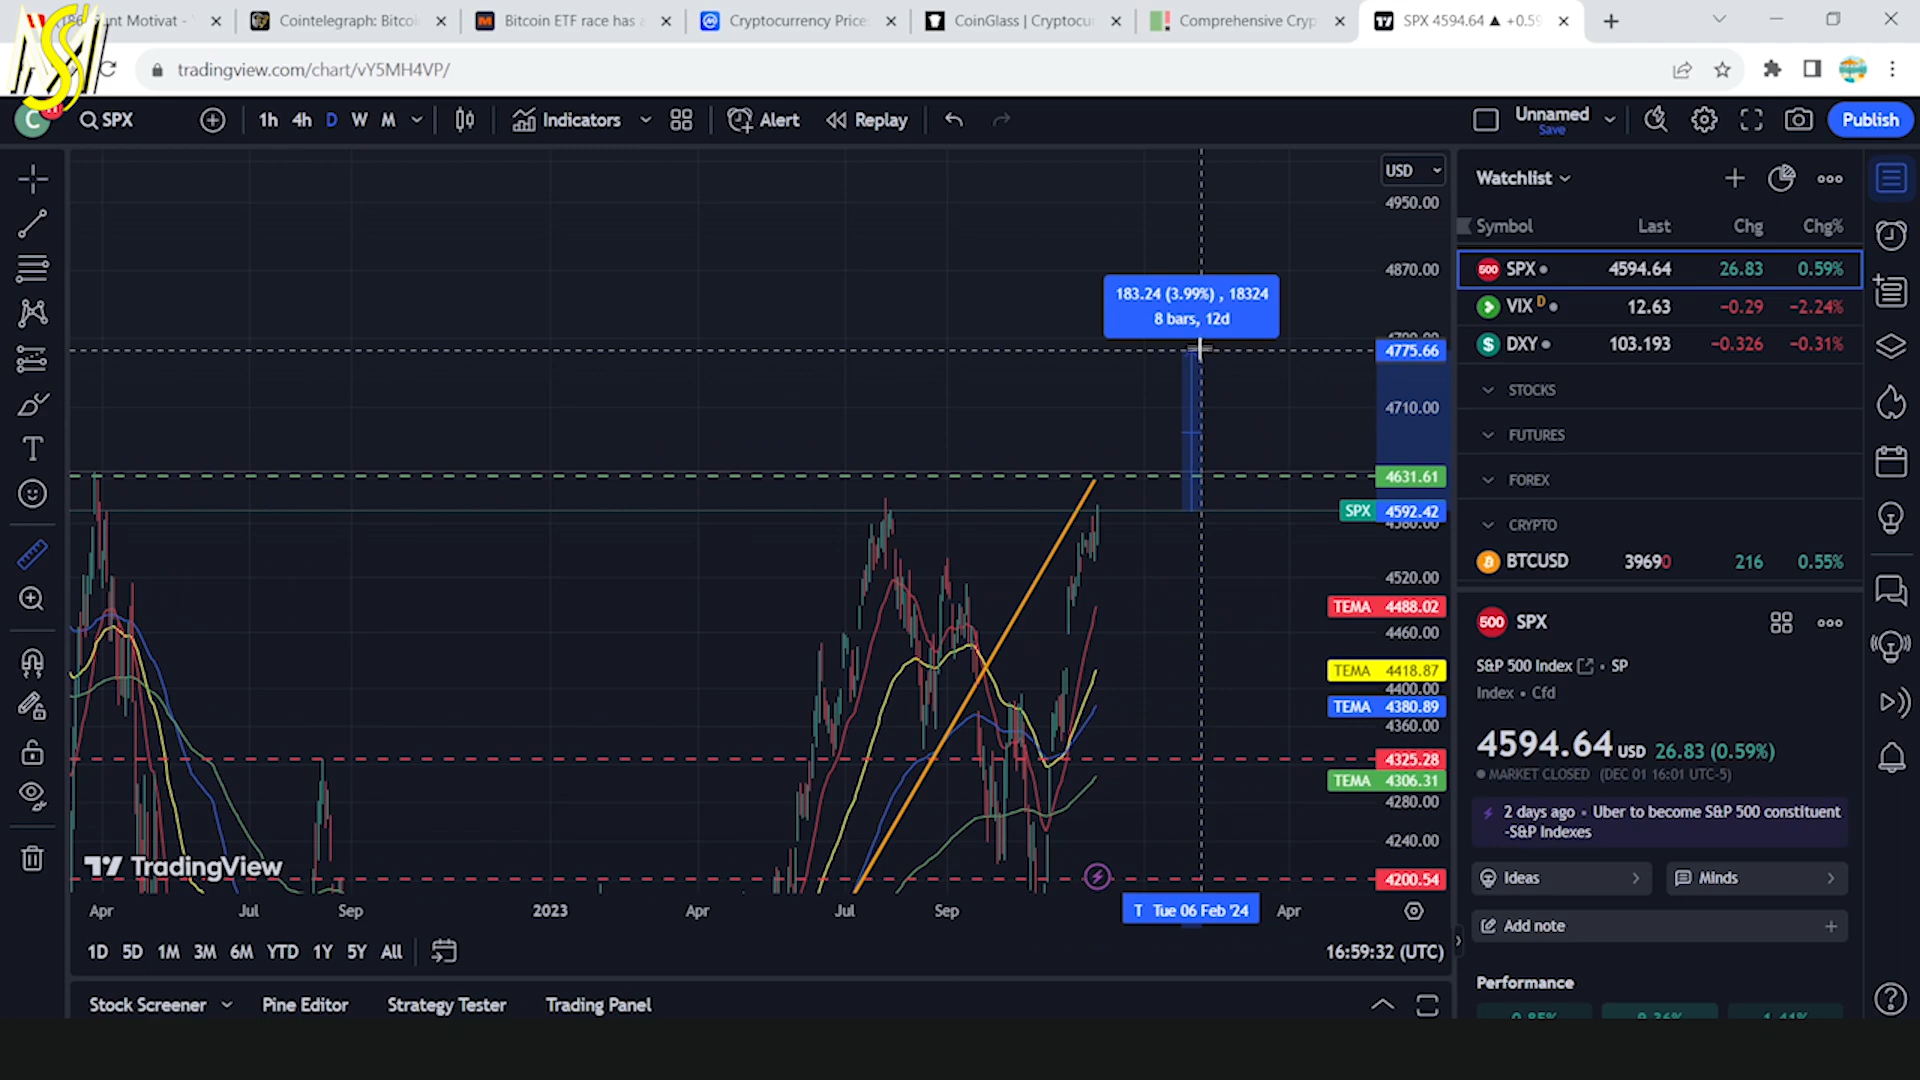 unt Motivat -
Cointelegraph: Bitcoi
Bitcoin ETF race has a
Cryptocurrency Price
CoinGlass | Cryptocu
Comprehensive Cryp
SPX 4594.64 ▲ +0.59
tradingview.com/chart/vY5MH4VP/
C
SPX
1h 4h D W M
Indicators
Alert
Replay
Unnamed
Save
Publish
USD
4950.00
4870.00
183.24 (3.99%) , 18324
8 bars, 12d
4775.66
4710.00
4631.61
SPX 4592.42
4520.00
TEMA 4488.02
4460.00
TEMA 4418.87
4400.00
TEMA 4380.89
4360.00
4325.28
TEMA 4306.31
4280.00
4240.00
4200.54
TradingView
Apr Jul Sep 2023 Apr Jul Sep
T Tue 06 Feb '24 Apr
1D 5D 1M 3M 6M YTD 1Y 5Y All
16:59:32 (UTC)
Stock Screener
Pine Editor
Strategy Tester
Trading Panel
Watchlist
Symbol Last Chg Chg%
500 SPX 4594.64 26.83 0.59%
VIX D 12.63 −0.29 −2.24%
DXY 103.193 −0.326 −0.31%
STOCKS
FUTURES
FOREX
CRYPTO
BTCUSD 39690 216 0.55%
500 SPX
S&P 500 Index • SP
Index • Cfd
4594.64 USD 26.83 (0.59%)
MARKET CLOSED (DEC 01 16:01 UTC-5)
2 days ago • Uber to become S&P 500 constituent
-S&P Indexes
Ideas
Minds
Add note
Performance